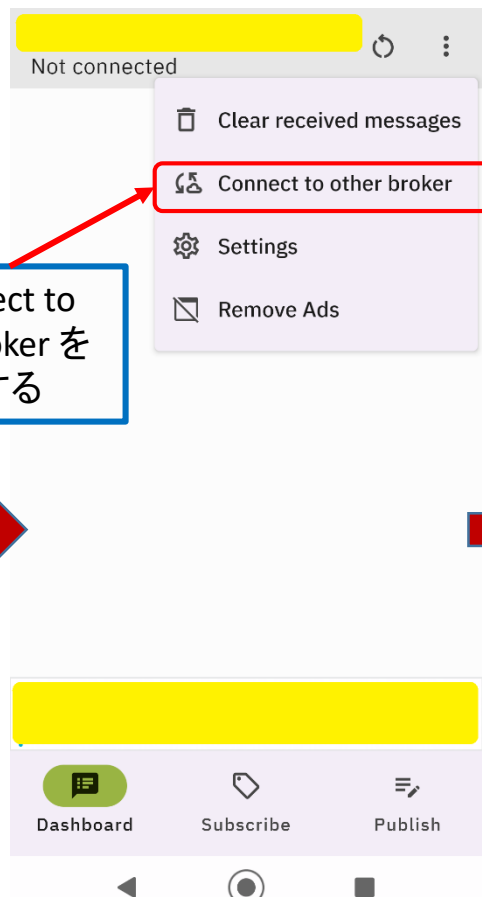 Not connected
Clear received messages
Connect to other broker
Settings
Remove Ads
ect to
ker を
する
Dashboard
Subscribe
Publish